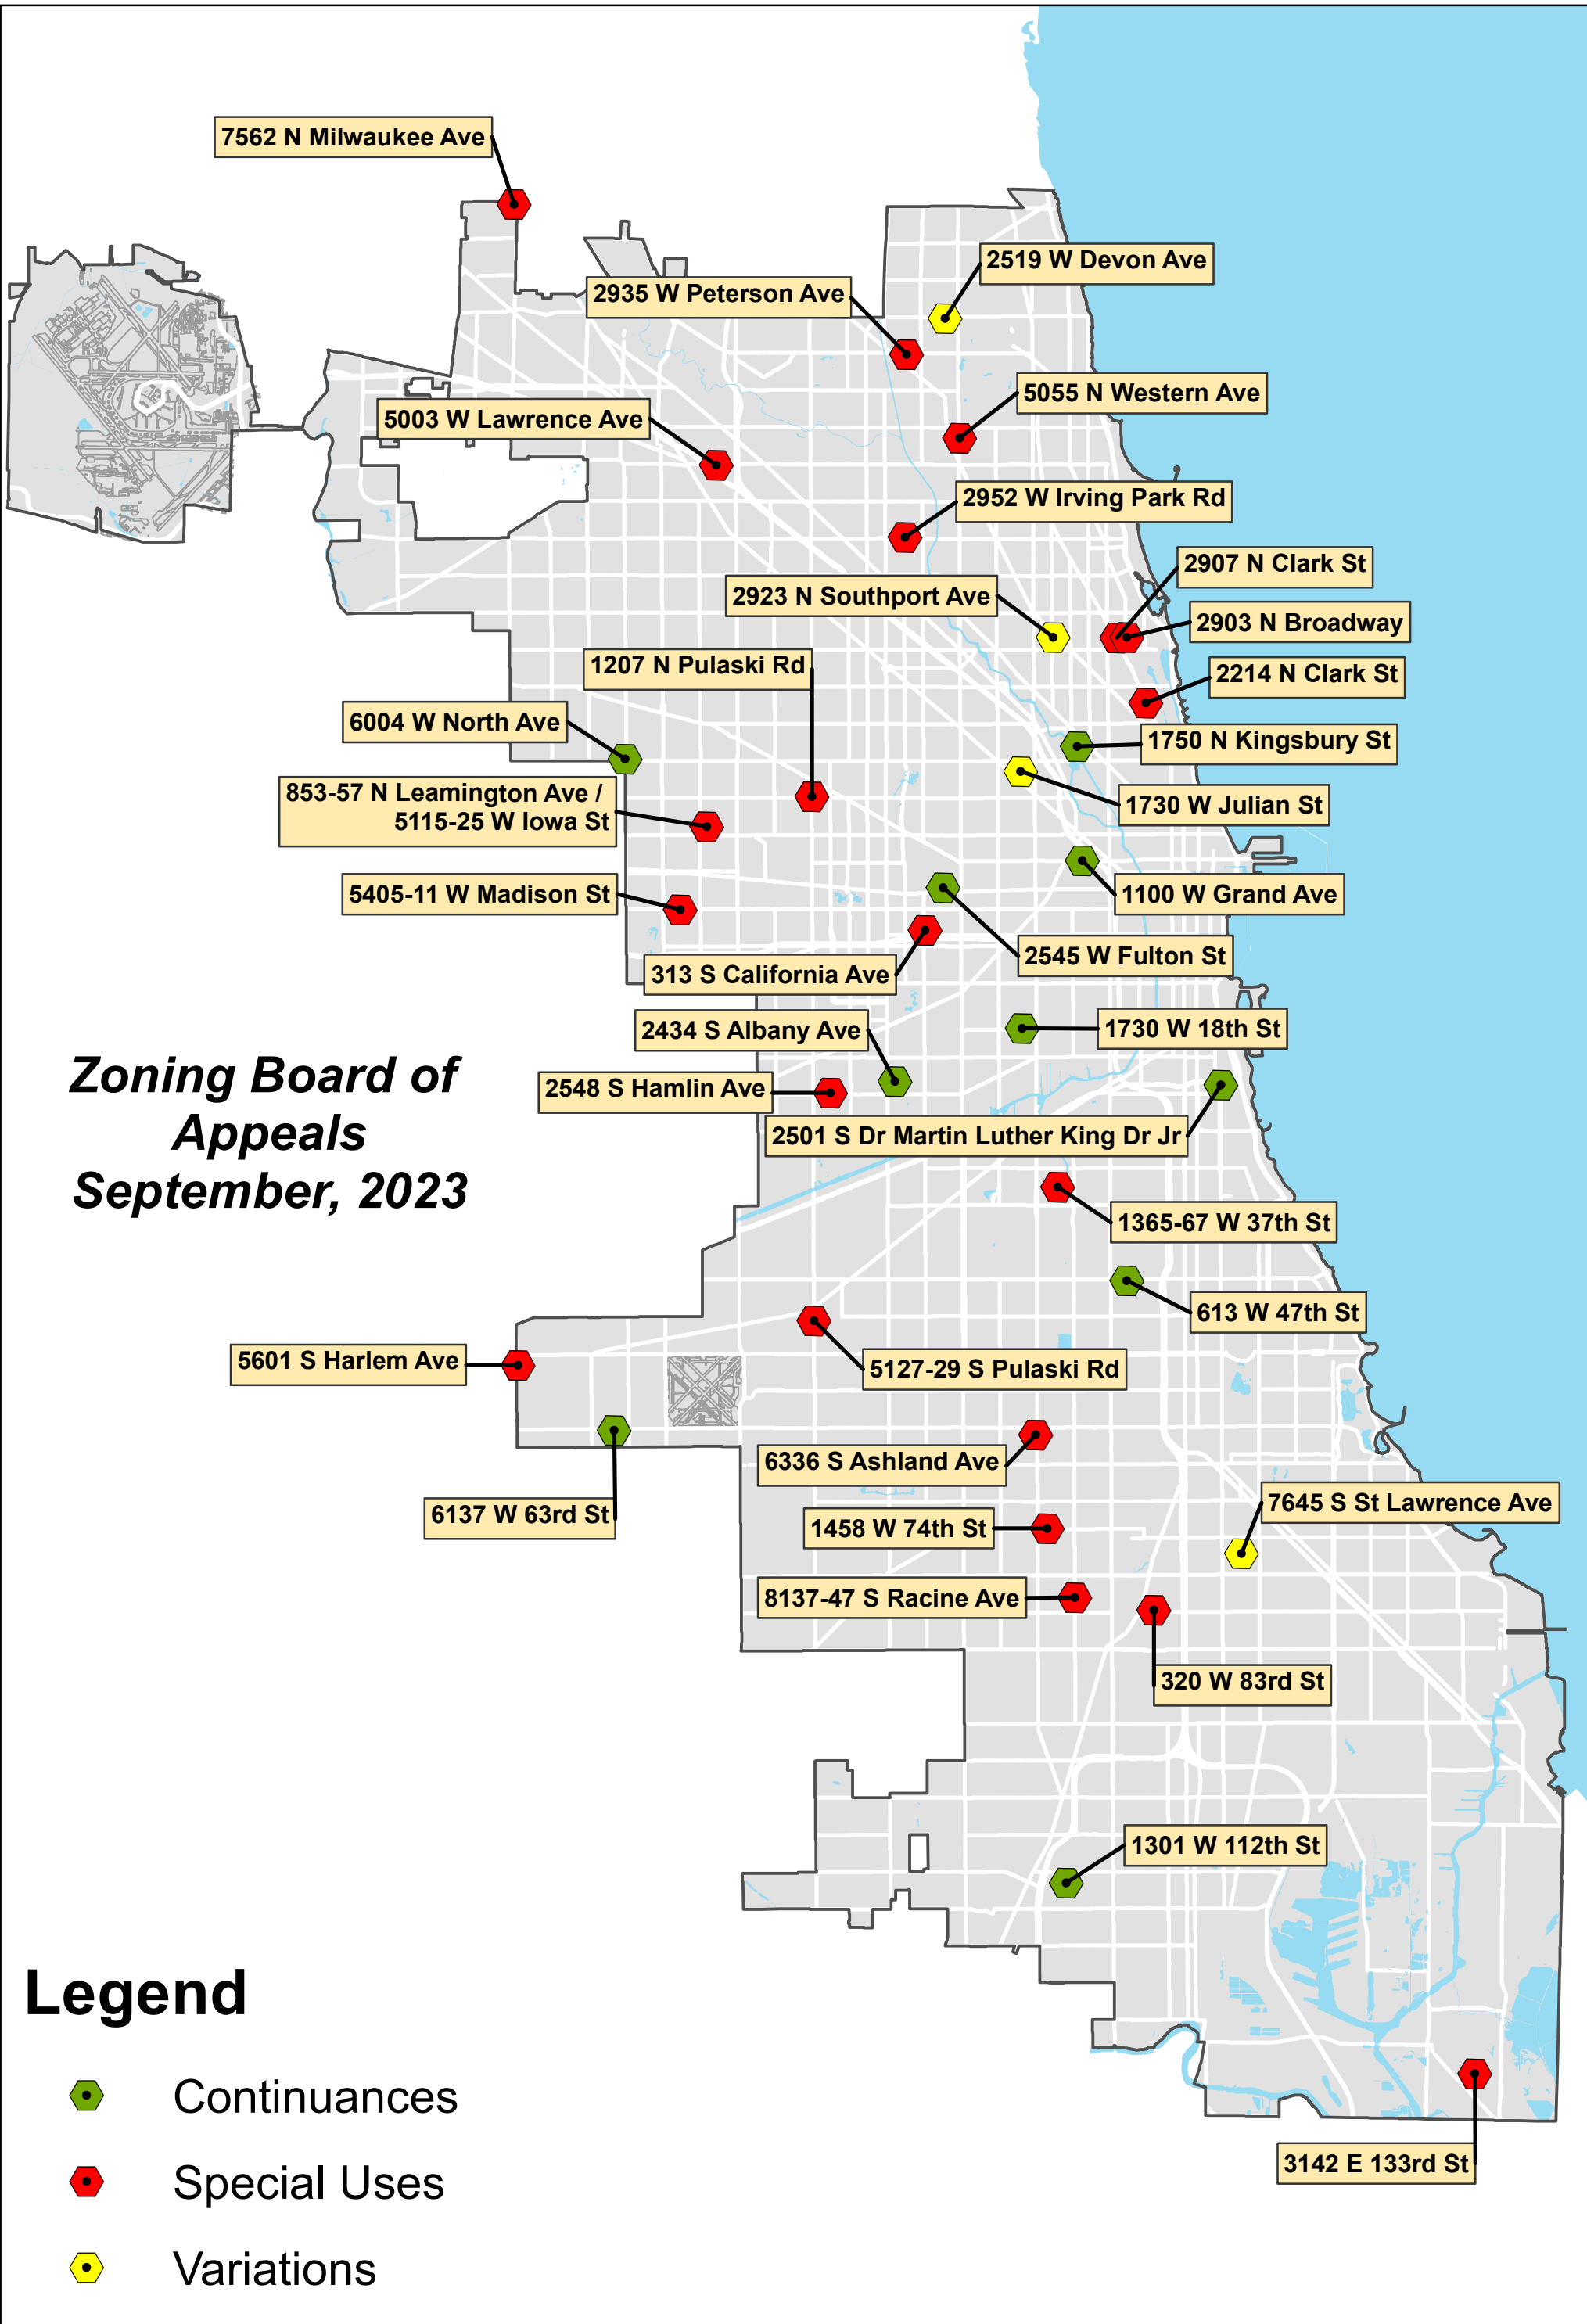 7562 N Milwaukee Ave
2519 W Devon Ave
2935 W Peterson Ave
5055 N Western Ave
5003 W Lawrence Ave
2952 W Irving Park Rd
2907 N Clark St
2923 N Southport Ave
2903 N Broadway
1207 N Pulaski Rd
2214 N Clark St
6004 W North Ave
1750 N Kingsbury St
853-57 N Leamington Ave /
5115-25 W Iowa St
1730 W Julian St
5405-11 W Madison St
1100 W Grand Ave
2545 W Fulton St
313 S California Ave
2434 S Albany Ave
1730 W 18th St
2548 S Hamlin Ave
2501 S Dr Martin Luther King Dr Jr
Zoning Board of
Appeals
September, 2023
1365-67 W 37th St
613 W 47th St
5601 S Harlem Ave
5127-29 S Pulaski Rd
6336 S Ashland Ave
6137 W 63rd St
7645 S St Lawrence Ave
1458 W 74th St
8137-47 S Racine Ave
320 W 83rd St
1301 W 112th St
Legend
Continuances
Special Uses
Variations
3142 E 133rd St